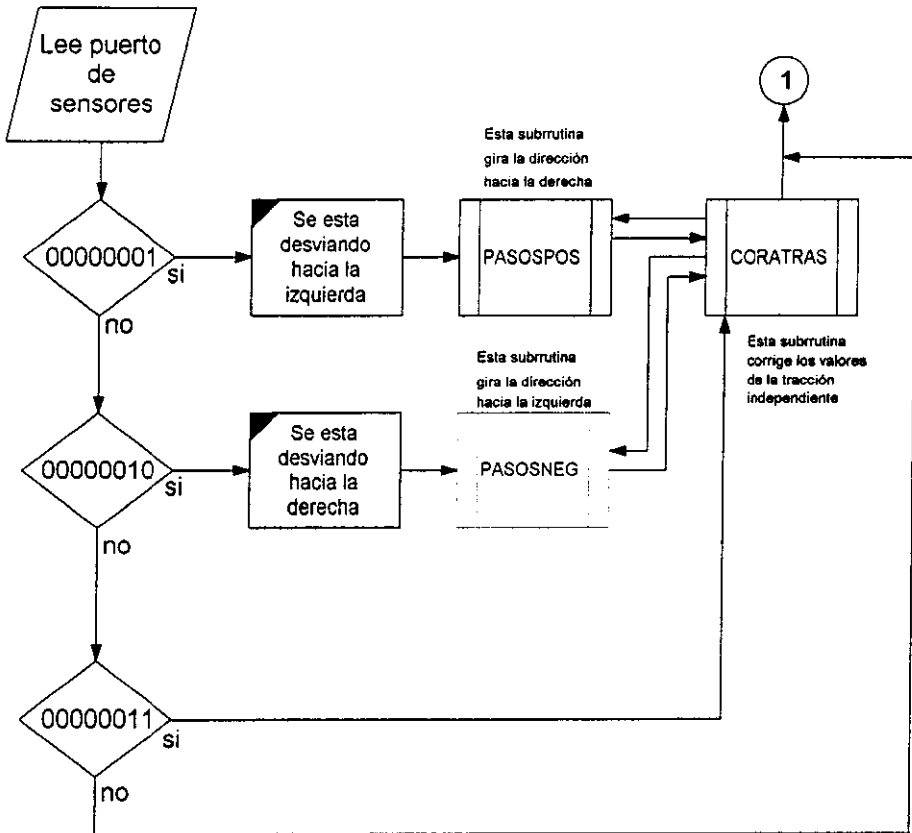 Lee puerto
de
sensores
1
Esta subrrutina
gira la dirección
hacia la derecha
00000001
si
no
Se esta
desviando
hacia la
izquierda
PASOSPOS
CORATRAS
Esta subrrutina
corrige los valores
de la tracción
independiente
Esta subrrutina
gira la dirección
hacia la izquierda
00000010
si
no
Se esta
desviando
hacia la
derecha
PASOSNEG
00000011
si
no